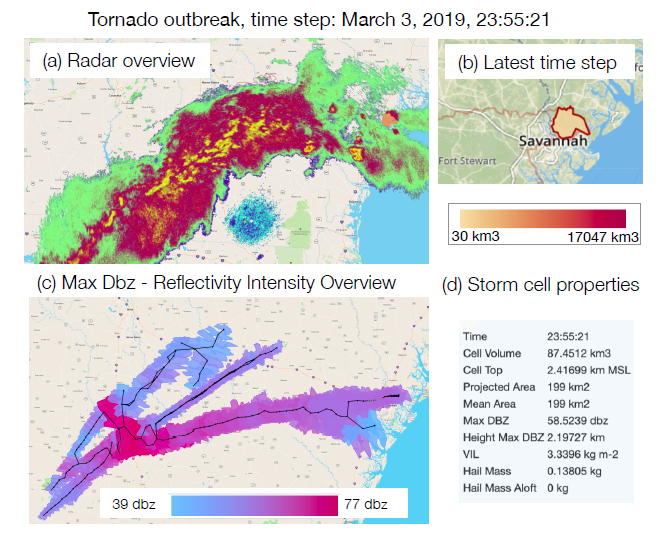 Tornado outbreak, time step: March 3, 2019, 23:55:21
(a) Radar overview
(b) Latest time step
Savannah
Fort Stewart
30 km3
17047 km3
(c) Max Dbz - Reflectivity Intensity Overview
(d) Storm cell properties
Time 23:55:21
Cell Volume 87.4512 km3
Cell Top 2.41699 km MSL
Projected Area 199 km2
Mean Area 199 km2
Max DBZ 58.5239 dbz
Height Max DBZ 2.19727 km
VIL 3.3396 kg m-2
Hail Mass 0.13805 kg
Hail Mass Aloft 0 kg
39 dbz
77 dbz